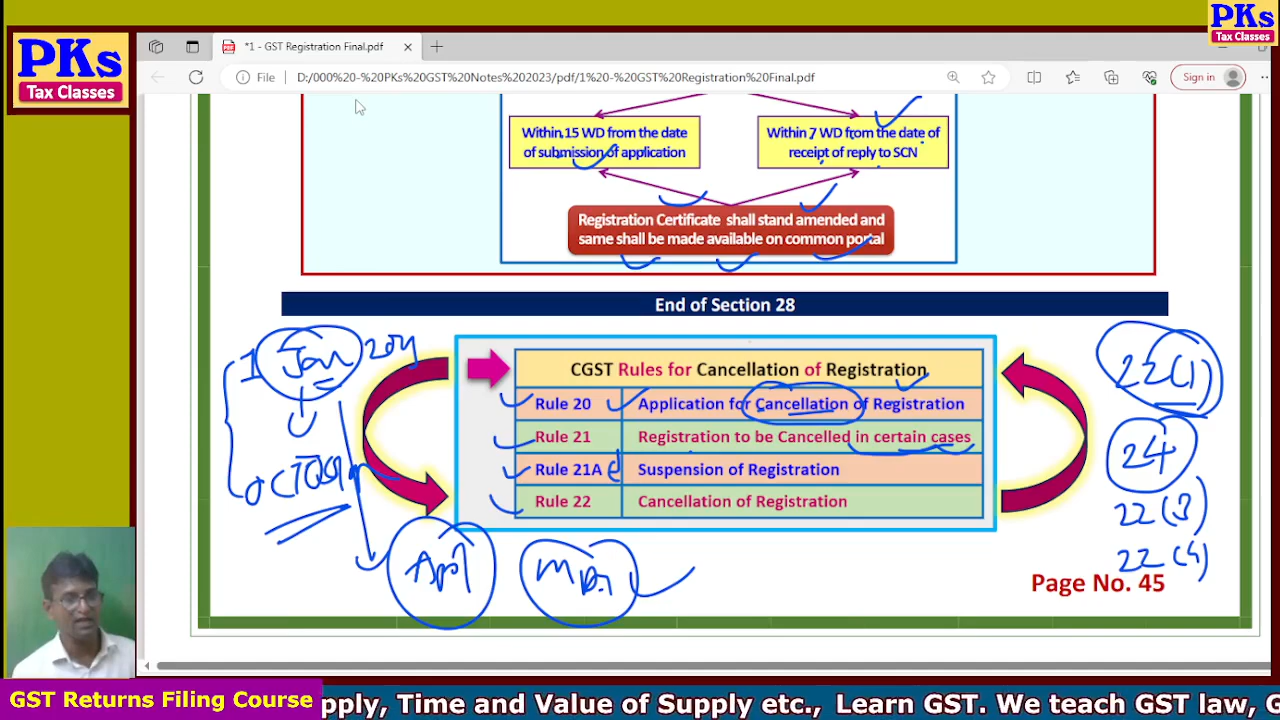 PKs
Tax Classes
PKs
Tax Classes
*1 - GST Registration Final.pdf
File
D:/000%20-%20PKs%20GST%20Notes%202023/pdf/1%20-%20GST%20Registration%20Final.pdf
Sign in
Within 15 WD from the date
of submission of application
Within 7 WD from the date of
receipt of reply to SCN
Registration Certificate shall stand amended and
same shall be made available on common portal
End of Section 28
CGST Rules for Cancellation of Registration
Rule 20 Application for Cancellation of Registration
Rule 21 Registration to be Cancelled in certain cases
Rule 21A Suspension of Registration
Rule 22 Cancellation of Registration
Jan
22(1)
24
22(3)
22(4)
Page No. 45
GST Returns Filing Course
pply, Time and Value of Supply etc., Learn GST. We teach GST law, G